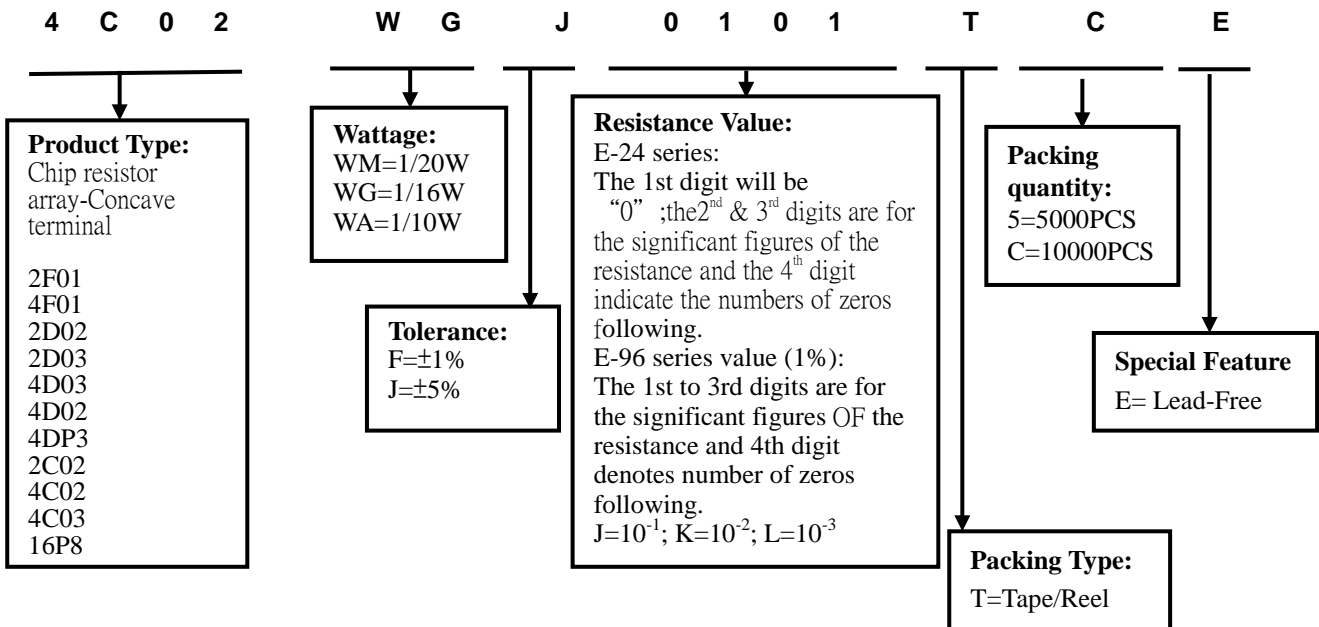 4 C 0 2 W G J 0 1 0 1 T C E
Product Type:
Chip resistor
array-Concave
terminal
2F01
4F01
2D02
2D03
4D03
4D02
4DP3
2C02
4C02
4C03
16P8
Wattage:
WM=1/20W
WG=1/16W
WA=1/10W
Tolerance:
F=±1%
J=±5%
Resistance Value:
E-24 series:
The 1st digit will be
“0” ;the2nd & 3rd digits are for
the significant figures of the
resistance and the 4th digit
indicate the numbers of zeros
following.
E-96 series value (1%):
The 1st to 3rd digits are for
the significant figures OF the
resistance and 4th digit
denotes number of zeros
following.
J=10-1; K=10-2; L=10-3
Packing Type:
T=Tape/Reel
Packing
quantity:
5=5000PCS
C=10000PCS
Special Feature
E= Lead-Free